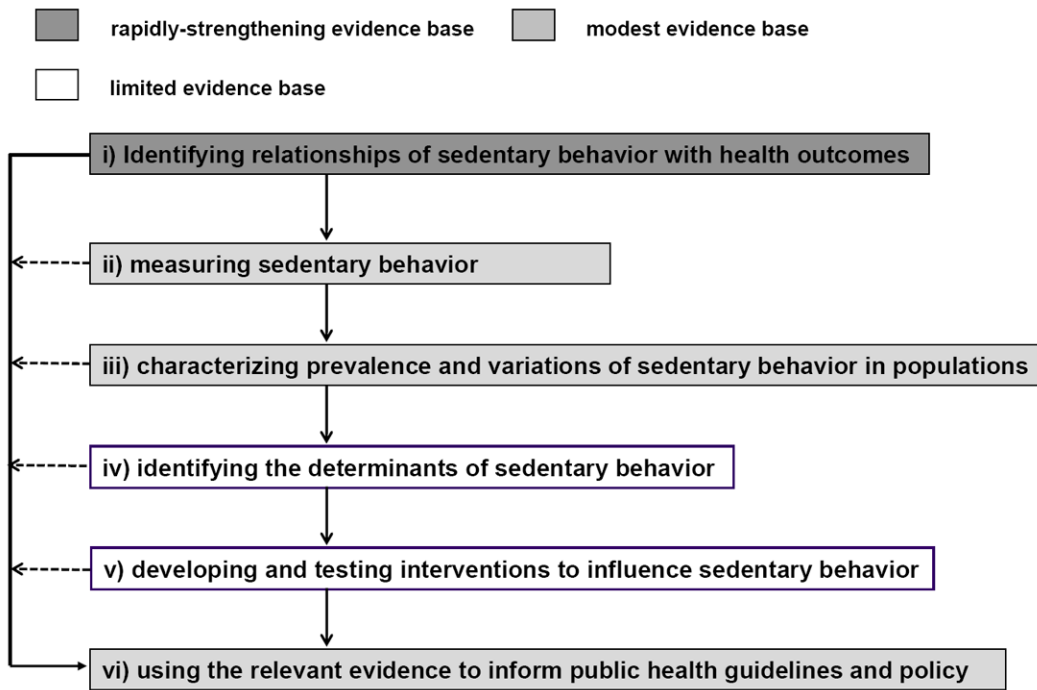 rapidly-strengthening evidence base
modest evidence base
limited evidence base
i) Identifying relationships of sedentary behavior with health outcomes
ii) measuring sedentary behavior
iii) characterizing prevalence and variations of sedentary behavior in populations
iv) identifying the determinants of sedentary behavior
v) developing and testing interventions to influence sedentary behavior
vi) using the relevant evidence to inform public health guidelines and policy